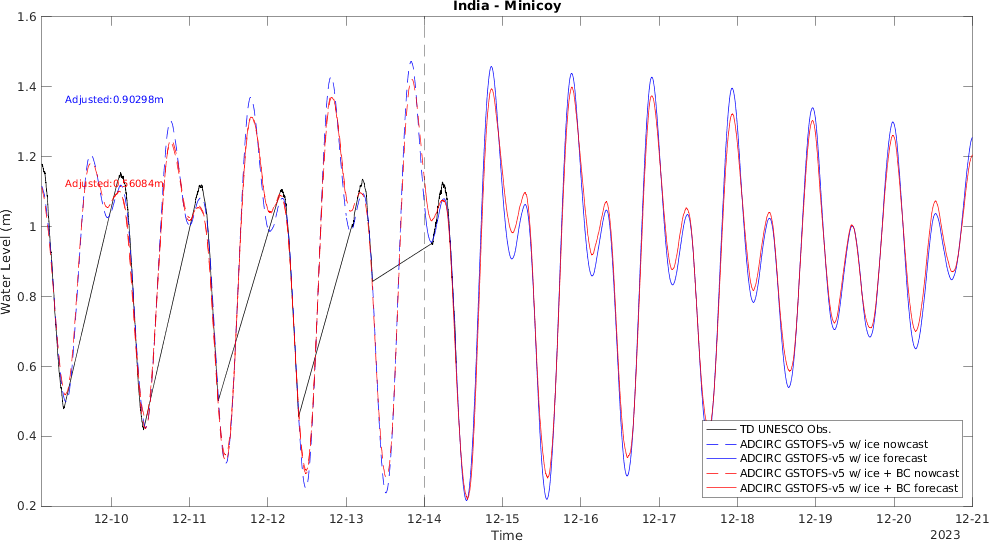 India - Minicoy
1.6
1.4
1.2
1
0.8
0.6
0.4
0.2
Water Level (m)
Adjusted:0.90298m
Adjusted:0.56084m
TD UNESCO Obs.
ADCIRC GSTOFS-v5 w/ ice nowcast
ADCIRC GSTOFS-v5 w/ ice forecast
ADCIRC GSTOFS-v5 w/ ice + BC nowcast
ADCIRC GSTOFS-v5 w/ ice + BC forecast
12-10 12-11 12-12 12-13 12-14 12-15 12-16 12-17 12-18 12-19 12-20 12-21
Time 2023